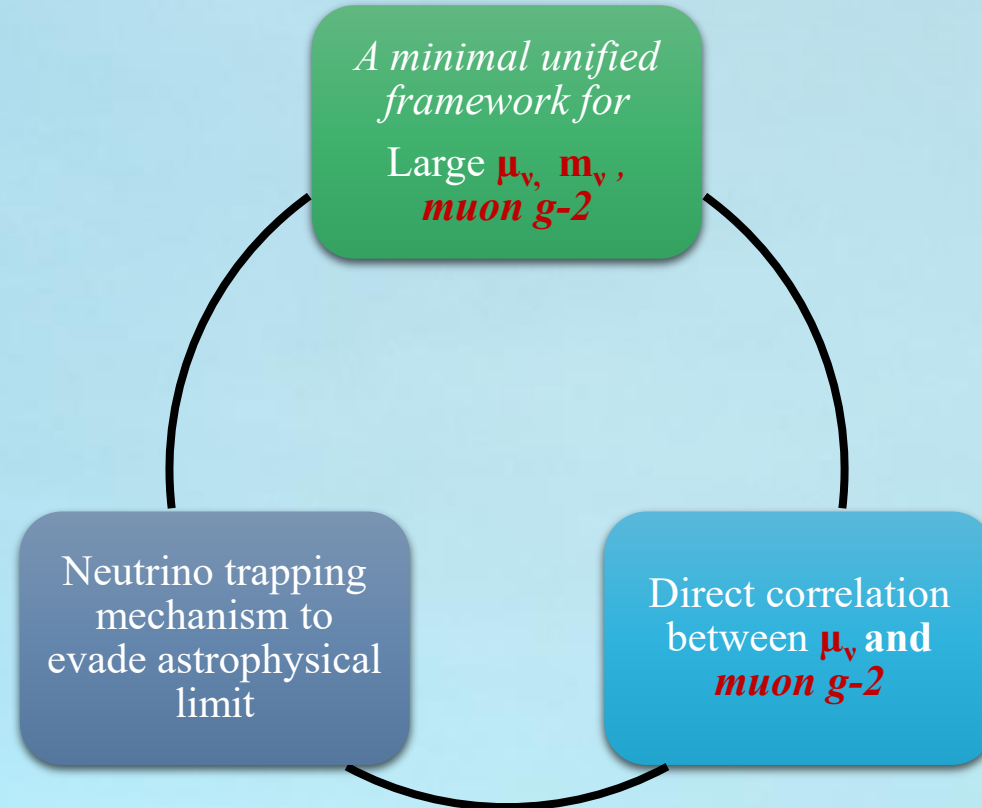 A minimal unified
framework for
Large μν, mν ,
muon g-2
Neutrino trapping
mechanism to
evade astrophysical
limit
Direct correlation
between μν and
muon g-2